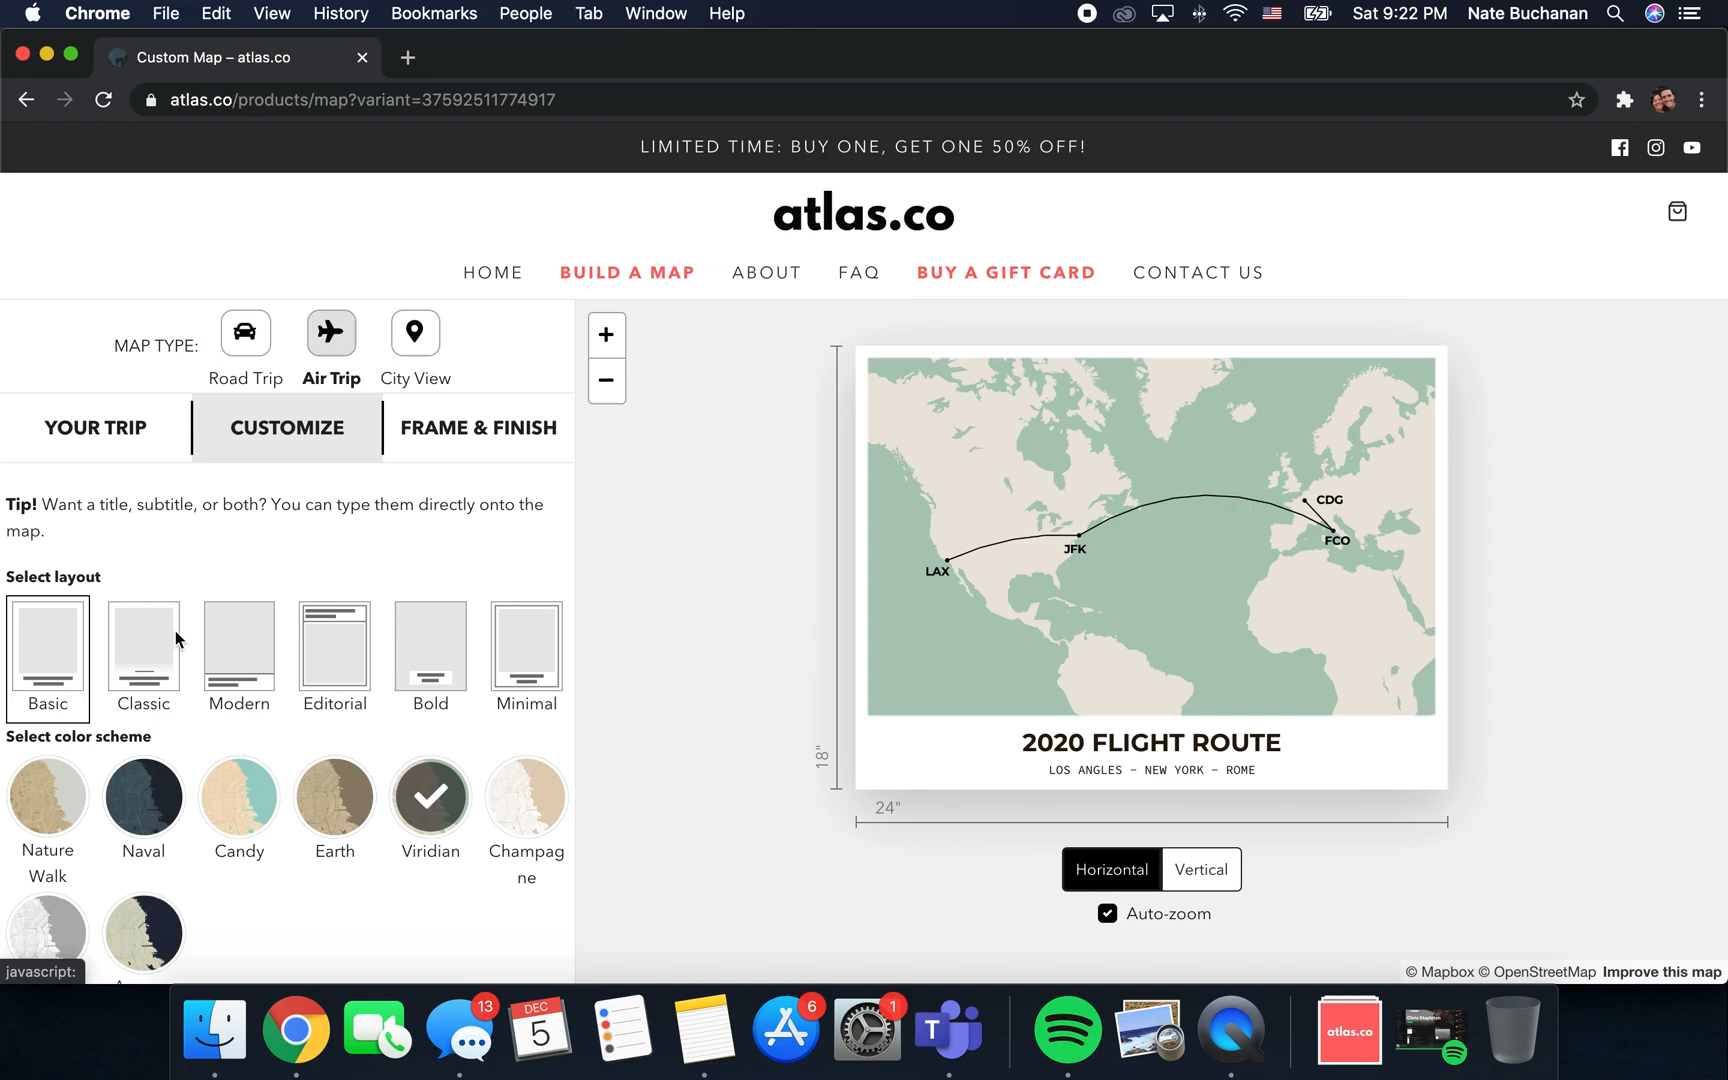 Chrome File Edit View History Bookmarks People Tab Window Help
Sat 9:22 PM Nate Buchanan
Custom Map – atlas.co
atlas.co/products/map?variant=37592511774917
LIMITED TIME: BUY ONE, GET ONE 50% OFF!
atlas.co
HOME BUILD A MAP ABOUT FAQ BUY A GIFT CARD CONTACT US
MAP TYPE:
Road Trip Air Trip City View
YOUR TRIP CUSTOMIZE FRAME & FINISH
Tip! Want a title, subtitle, or both? You can type them directly onto the
map.
Select layout
Basic Classic Modern Editorial Bold Minimal
Select color scheme
Nature
Walk
Naval
Candy
Earth
Viridian
Champag
ne
javascript:
+
−
CDG
FCO
JFK
LAX
2020 FLIGHT ROUTE
LOS ANGLES - NEW YORK - ROME
18"
24"
Horizontal Vertical
Auto-zoom
© Mapbox © OpenStreetMap Improve this map
13
DEC
5
6
1
T
atlas.co